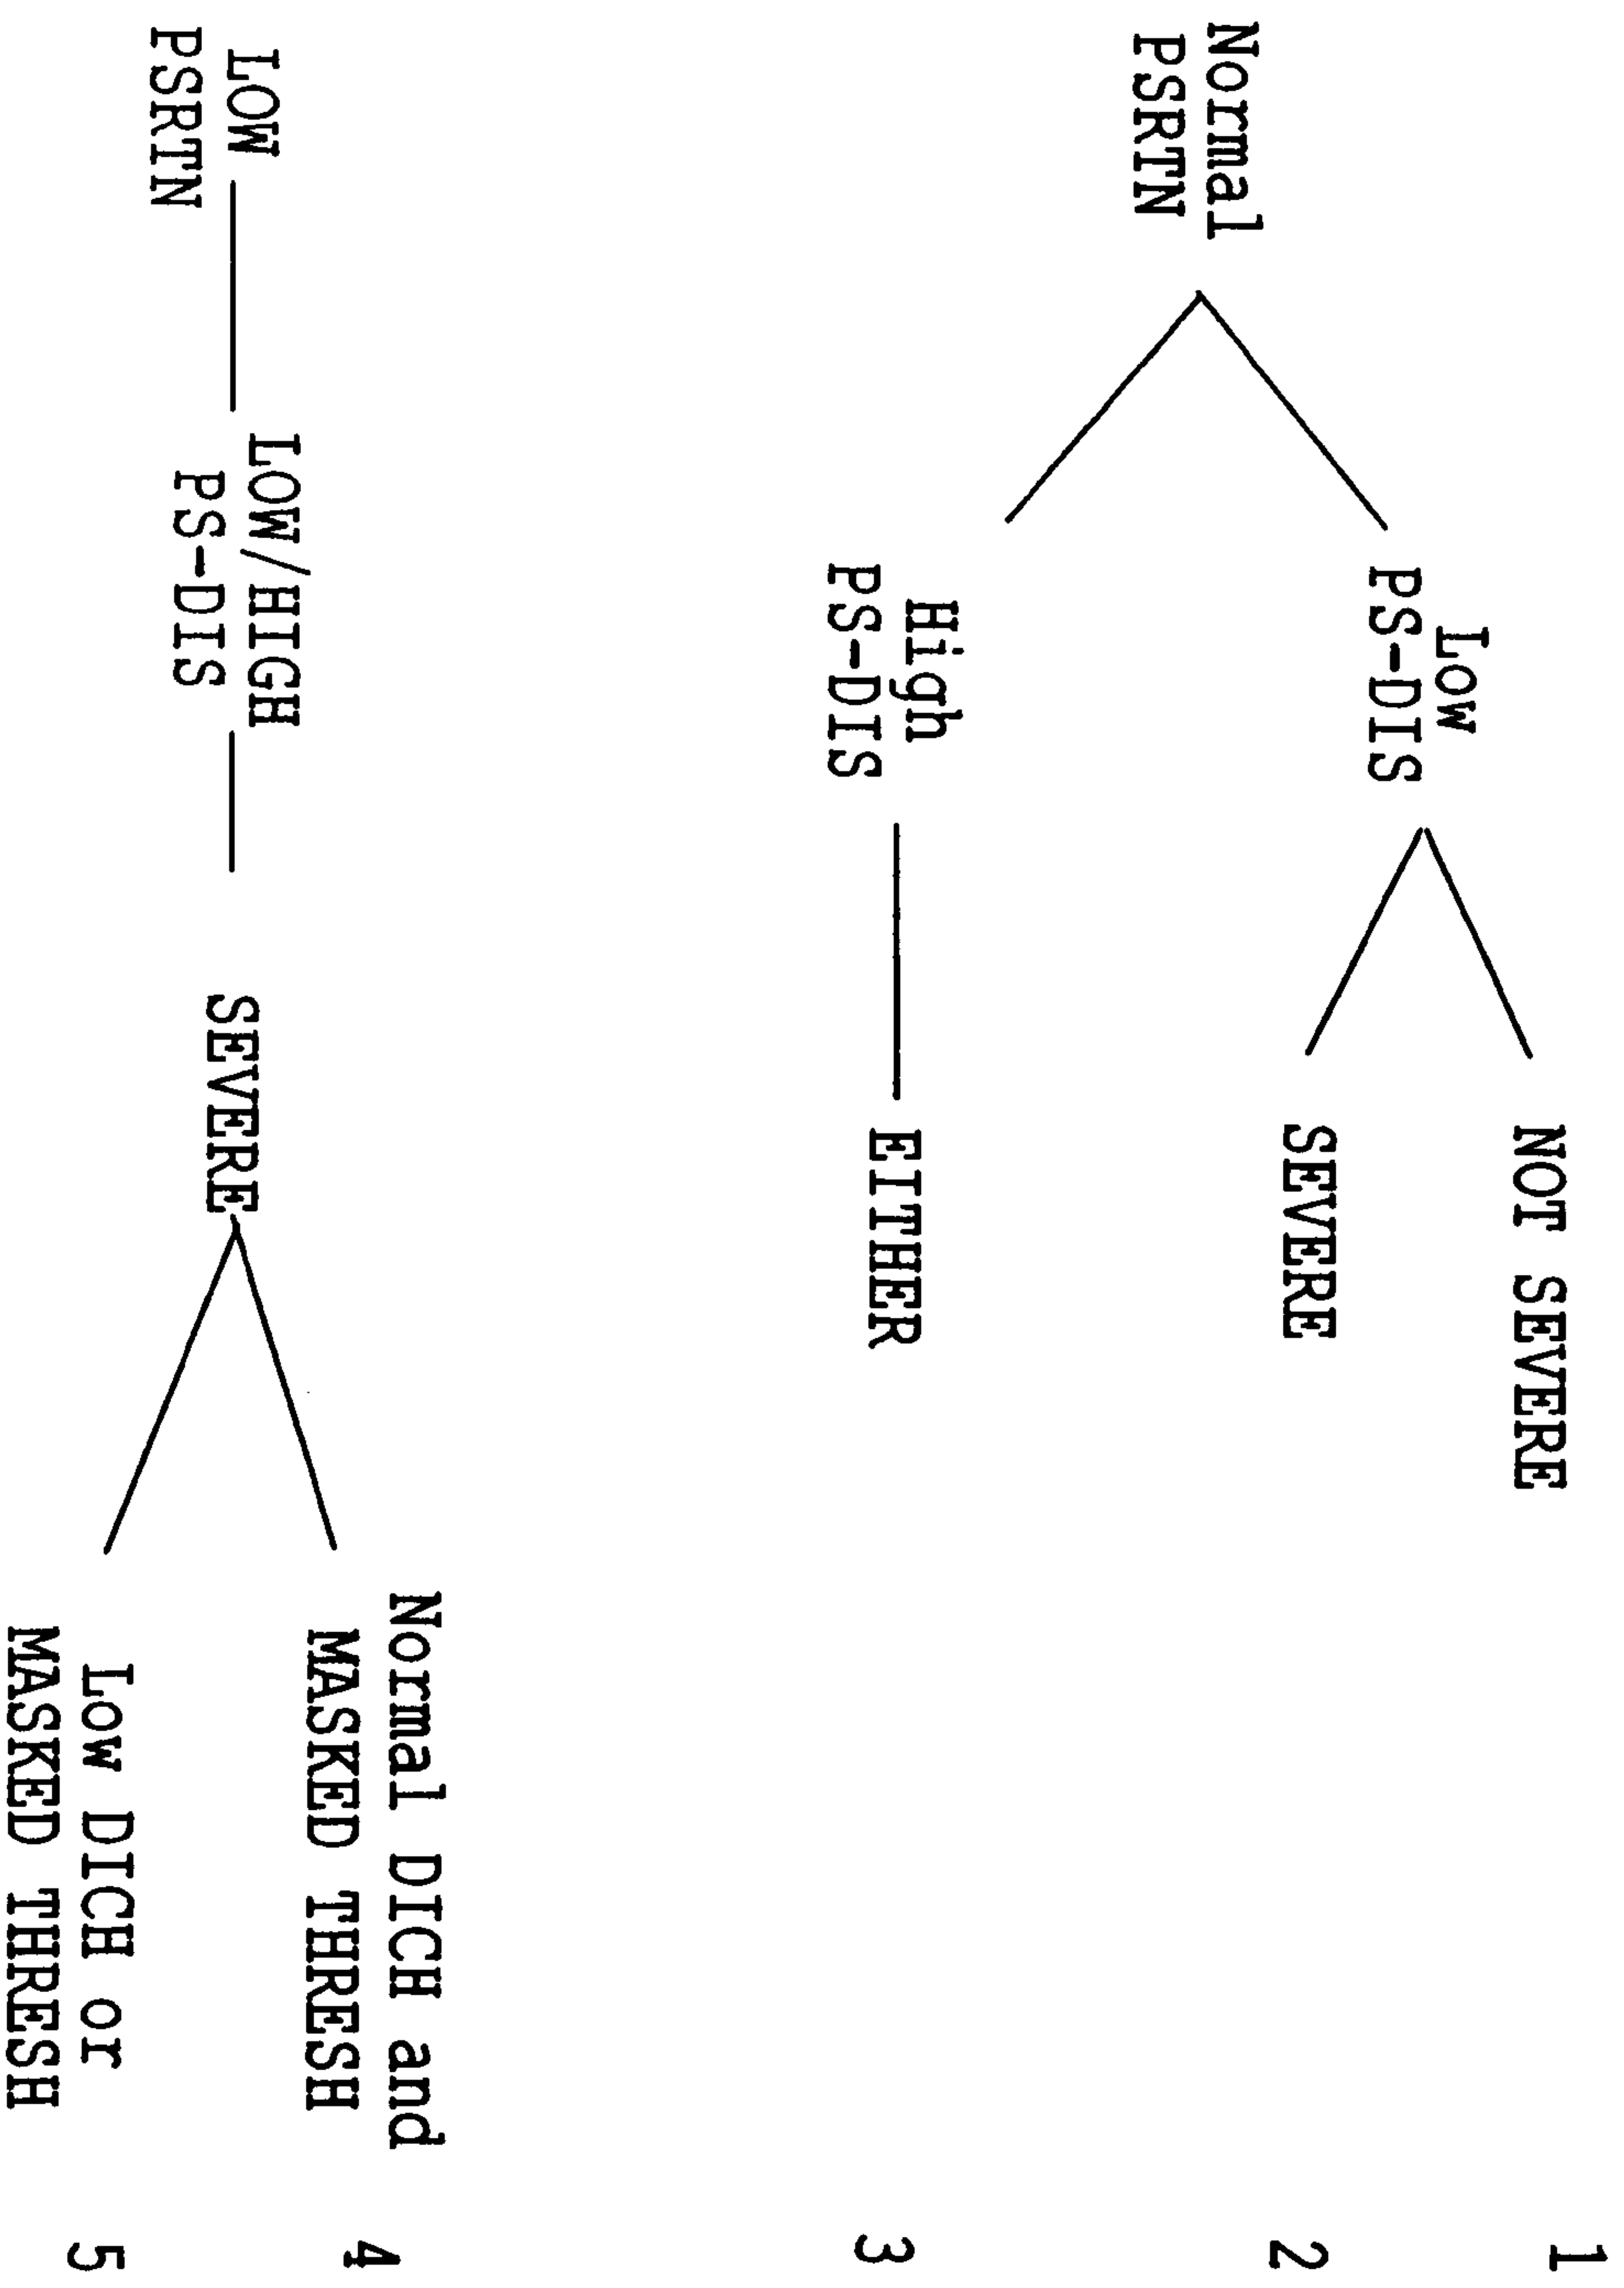 NOT SEVERE 1
Low
PS-DIS
SEVERE 2
Normal
PSRTN
High
PS-DIS
EITHER 3
Normal DICH and
MASKED THRESH 4
LOW/HIGH
PS-DIS
LOW
PSRTN
SEVERE
Low DICH or
MASKED THRESH 5